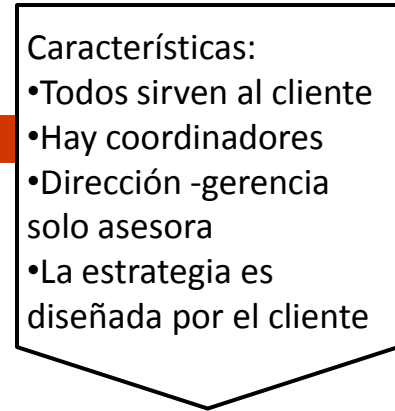 Características:
•Todos sirven al cliente
•Hay coordinadores
•Dirección -gerencia
solo asesora
•La estrategia es
diseñada por el cliente